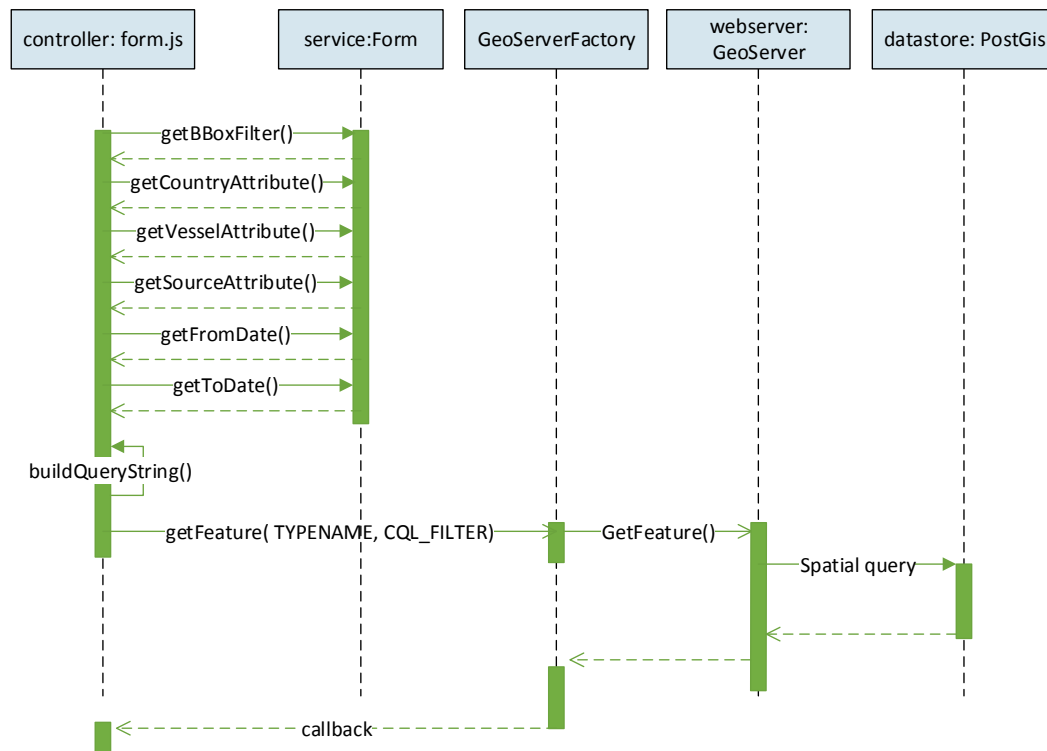 controller: form.js
service:Form
GeoServerFactory
webserver:
GeoServer
datastore: PostGis
getBBoxFilter()
getCountryAttribute()
getVesselAttribute()
getSourceAttribute()
getFromDate()
getToDate()
buildQueryString()
getFeature( TYPENAME, CQL_FILTER)
GetFeature()
Spatial query
callback